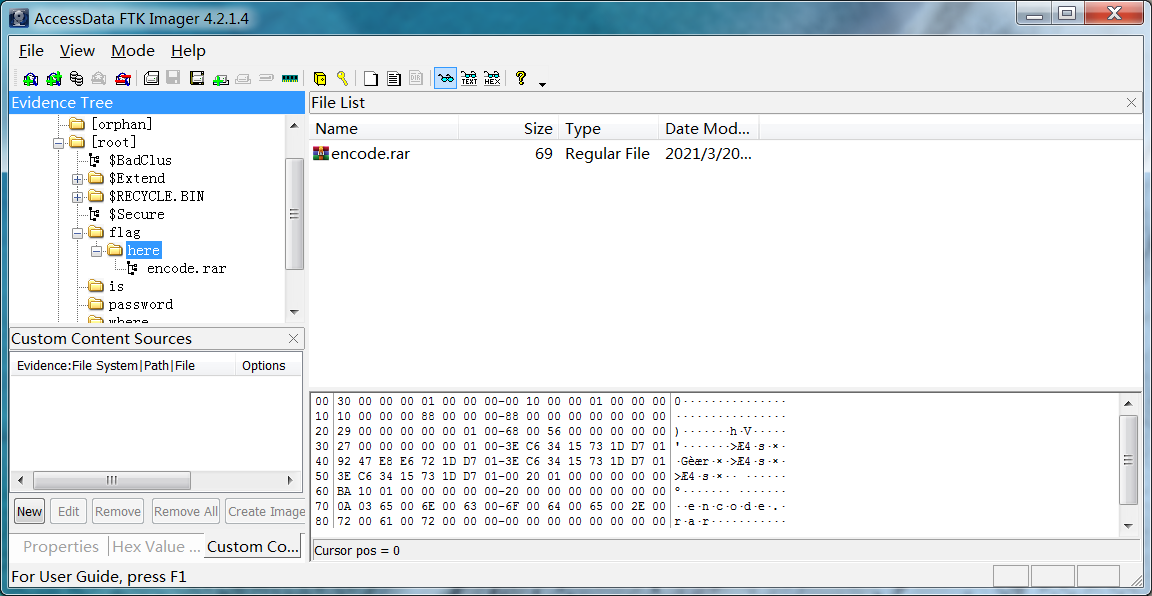 AccessData FTK Imager 4.2.1.4
File View Mode Help
Evidence Tree
[orphan]
[root]
$BadClus
$Extend
$RECYCLE.BIN
$Secure
flag
here
encode.rar
is
password
where
Custom Content Sources
Evidence:File System|Path|File Options
New Edit Remove Remove All Create Image
Properties Hex Value ... Custom Co...
File List
Name Size Type Date Mod...
encode.rar 69 Regular File 2021/3/20...
00 30 00 00 00 01 00 00 00-00 10 00 00 01 00 00 00 0···············
10 10 00 00 00 88 00 00 00-88 00 00 00 00 00 00 00 ················
20 29 00 00 00 00 00 01 00-68 00 56 00 00 00 00 00 )·······h·V·····
30 27 00 00 00 00 00 01 00-3E C6 34 15 73 1D D7 01 '·······>Æ4·s·×·
40 92 47 E8 E6 72 1D D7 01-3E C6 34 15 73 1D D7 01 ·Gèær·×·>Æ4·s·×·
50 3E C6 34 15 73 1D D7 01-00 20 01 00 00 00 00 00 >Æ4·s·×·· ······
60 BA 10 01 00 00 00 00 00-20 00 00 00 00 00 00 00 º······· ·······
70 0A 03 65 00 6E 00 63 00-6F 00 64 00 65 00 2E 00 ··e·n·c·o·d·e·.·
80 72 00 61 00 72 00 00 00-00 00 00 00 00 00 00 00 r·a·r···········
Cursor pos = 0
For User Guide, press F1